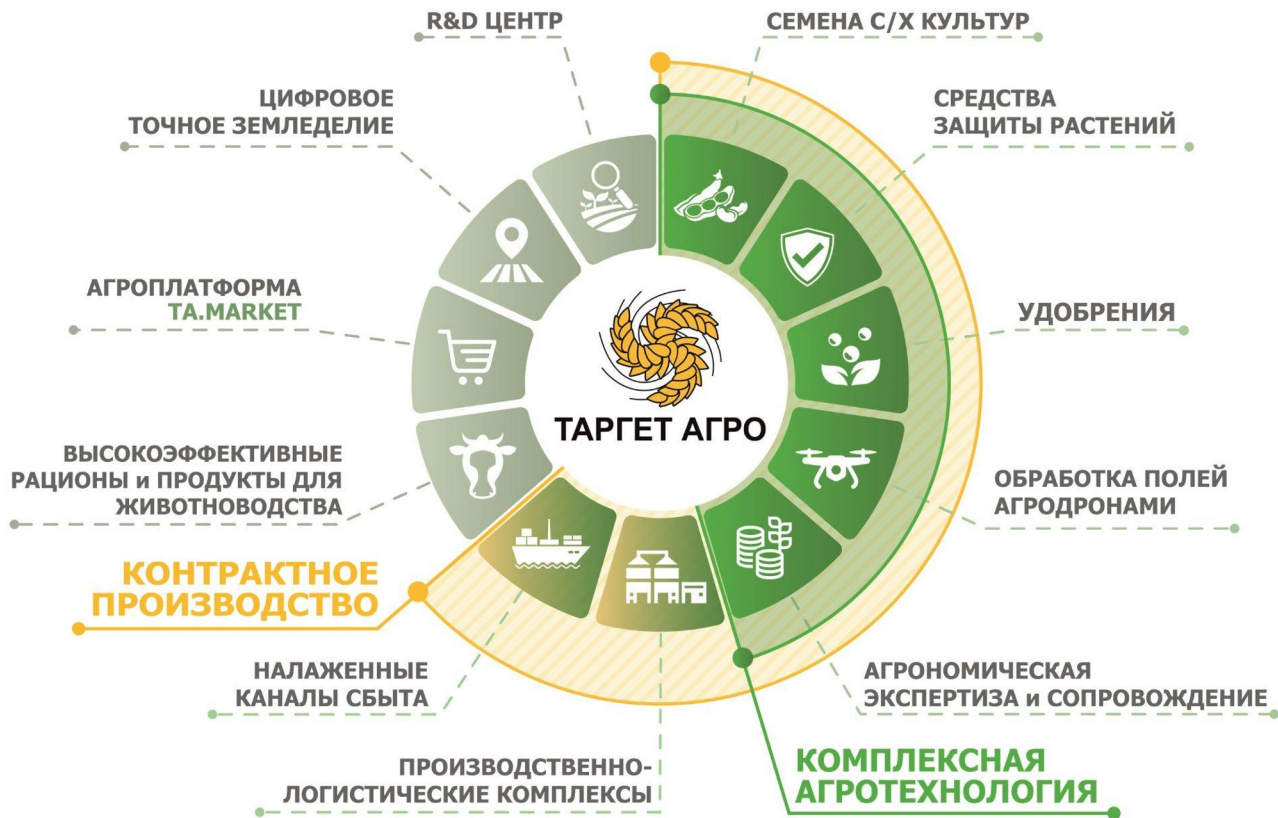 R&D ЦЕНТР
СЕМЕНА С/Х КУЛЬТУР
ЦИФРОВОЕ
ТОЧНОЕ ЗЕМЛЕДЕЛИЕ
СРЕДСТВА
ЗАЩИТЫ РАСТЕНИЙ
АГРОПЛАТФОРМА
TA.MARKET
УДОБРЕНИЯ
ТАРГЕТ АГРО
ВЫСОКОЭФФЕКТИВНЫЕ
РАЦИОНЫ и ПРОДУКТЫ ДЛЯ
ЖИВОТНОВОДСТВА
ОБРАБОТКА ПОЛЕЙ
АГРОДРОНАМИ
КОНТРАКТНОЕ
ПРОИЗВОДСТВО
НАЛАЖЕННЫЕ
КАНАЛЫ СБЫТА
АГРОНОМИЧЕСКАЯ
ЭКСПЕРТИЗА и СОПРОВОЖДЕНИЕ
ПРОИЗВОДСТВЕННО-
ЛОГИСТИЧЕСКИЕ КОМПЛЕКСЫ
КОМПЛЕКСНАЯ
АГРОТЕХНОЛОГИЯ